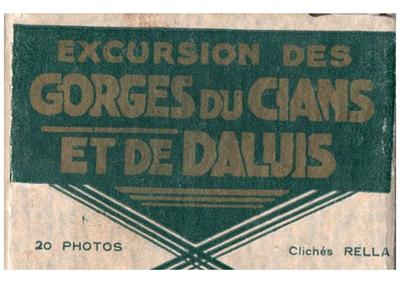 EXCURSION DES
GORGES DU CIANS
ET DE DALUIS
20 PHOTOS
Clichés RELLA